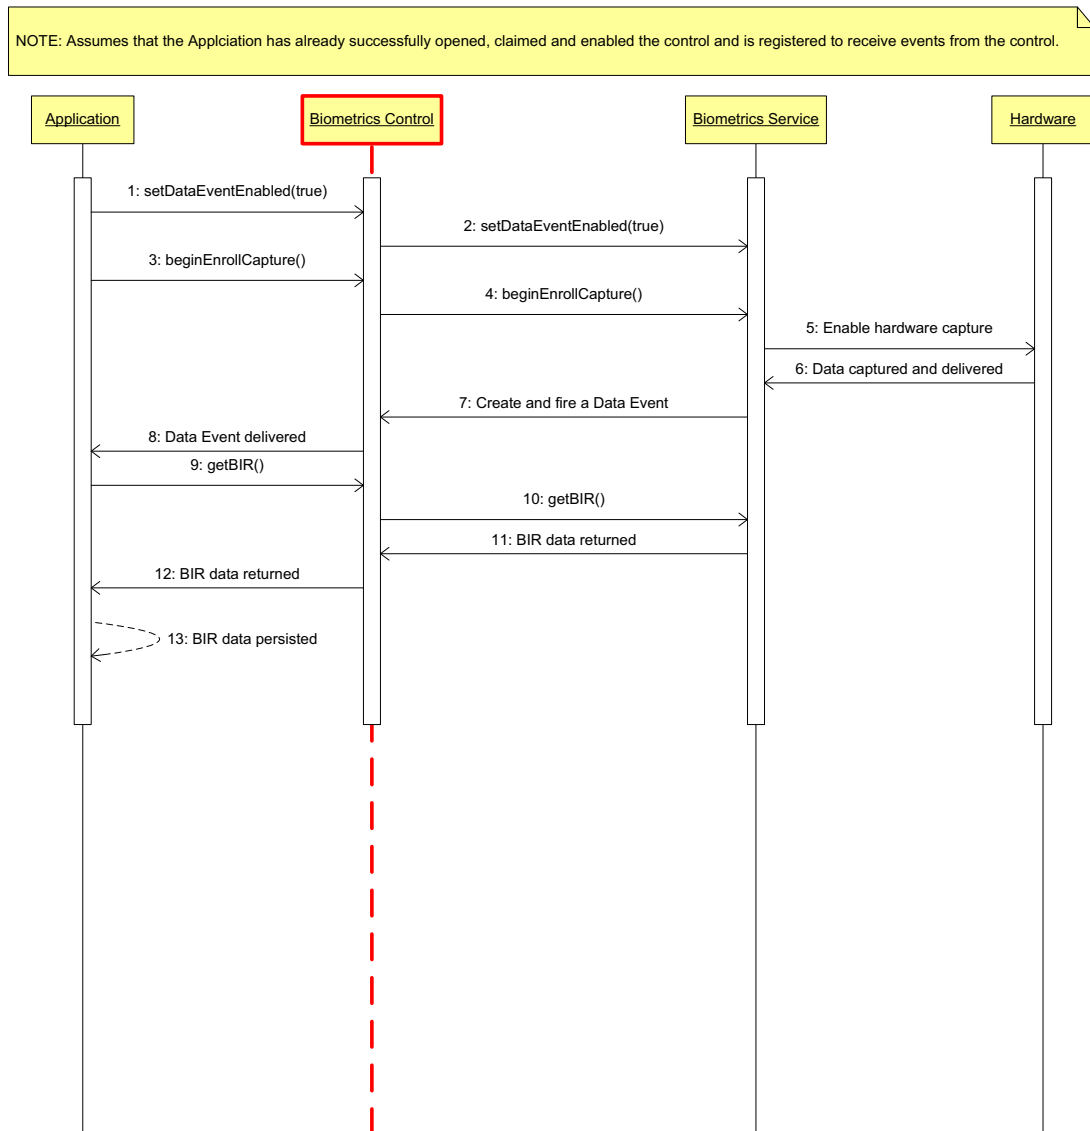 NOTE: Assumes that the Applciation has already successfully opened, claimed and enabled the control and is registered to receive events from the control.
Application
Biometrics Control
Biometrics Service
Hardware
1: setDataEventEnabled(true)
2: setDataEventEnabled(true)
3: beginEnrollCapture()
4: beginEnrollCapture()
5: Enable hardware capture
6: Data captured and delivered
7: Create and fire a Data Event
8: Data Event delivered
9: getBIR()
10: getBIR()
11: BIR data returned
12: BIR data returned
13: BIR data persisted